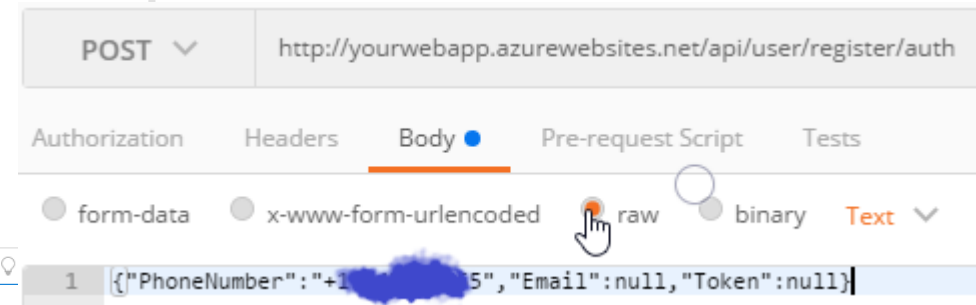 POST http://yourwebapp.azurewebsites.net/api/user/register/auth
Authorization Headers Body Pre-request Script Tests
form-data x-www-form-urlencoded raw binary Text
1 {"PhoneNumber":"+1 5","Email":null,"Token":null}